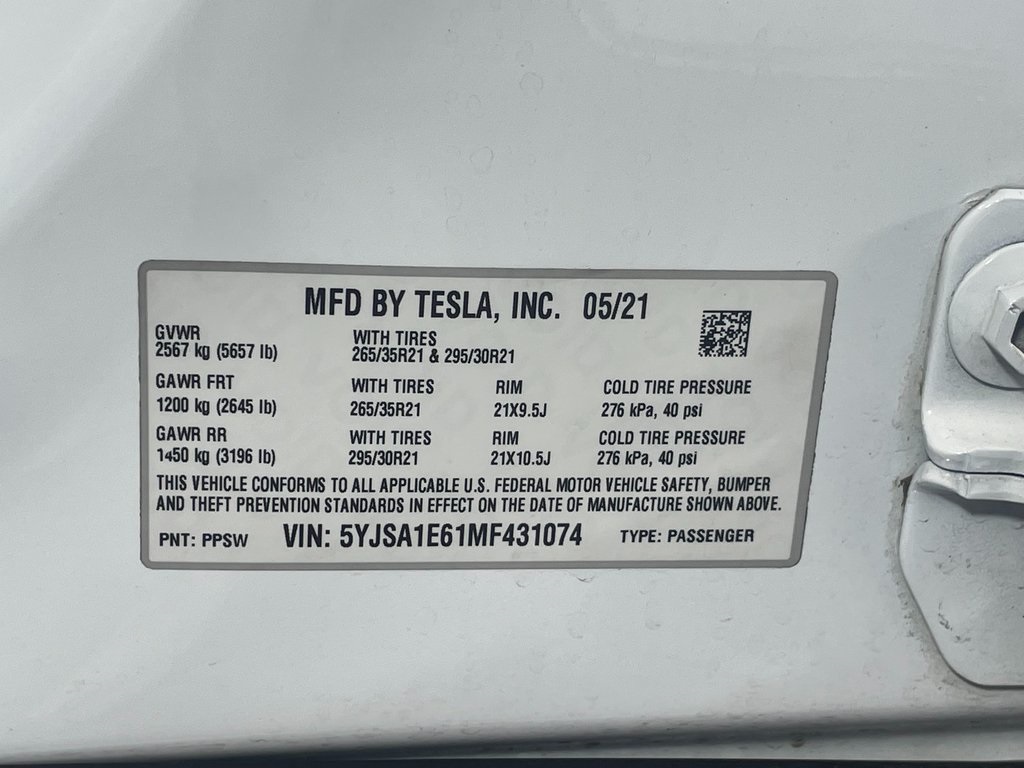 MFD BY TESLA, INC. 05/21
GVWR
2567 kg (5657 lb)
WITH TIRES
265/35R21 & 295/30R21
GAWR FRT WITH TIRES RIM COLD TIRE PRESSURE
1200 kg (2645 lb) 265/35R21 21X9.5J 276 kPa, 40 psi
GAWR RR WITH TIRES RIM COLD TIRE PRESSURE
1450 kg (3196 lb) 295/30R21 21X10.5J 276 kPa, 40 psi
THIS VEHICLE CONFORMS TO ALL APPLICABLE U.S. FEDERAL MOTOR VEHICLE SAFETY, BUMPER
AND THEFT PREVENTION STANDARDS IN EFFECT ON THE DATE OF MANUFACTURE SHOWN ABOVE.
PNT: PPSW VIN: 5YJSA1E61MF431074 TYPE: PASSENGER